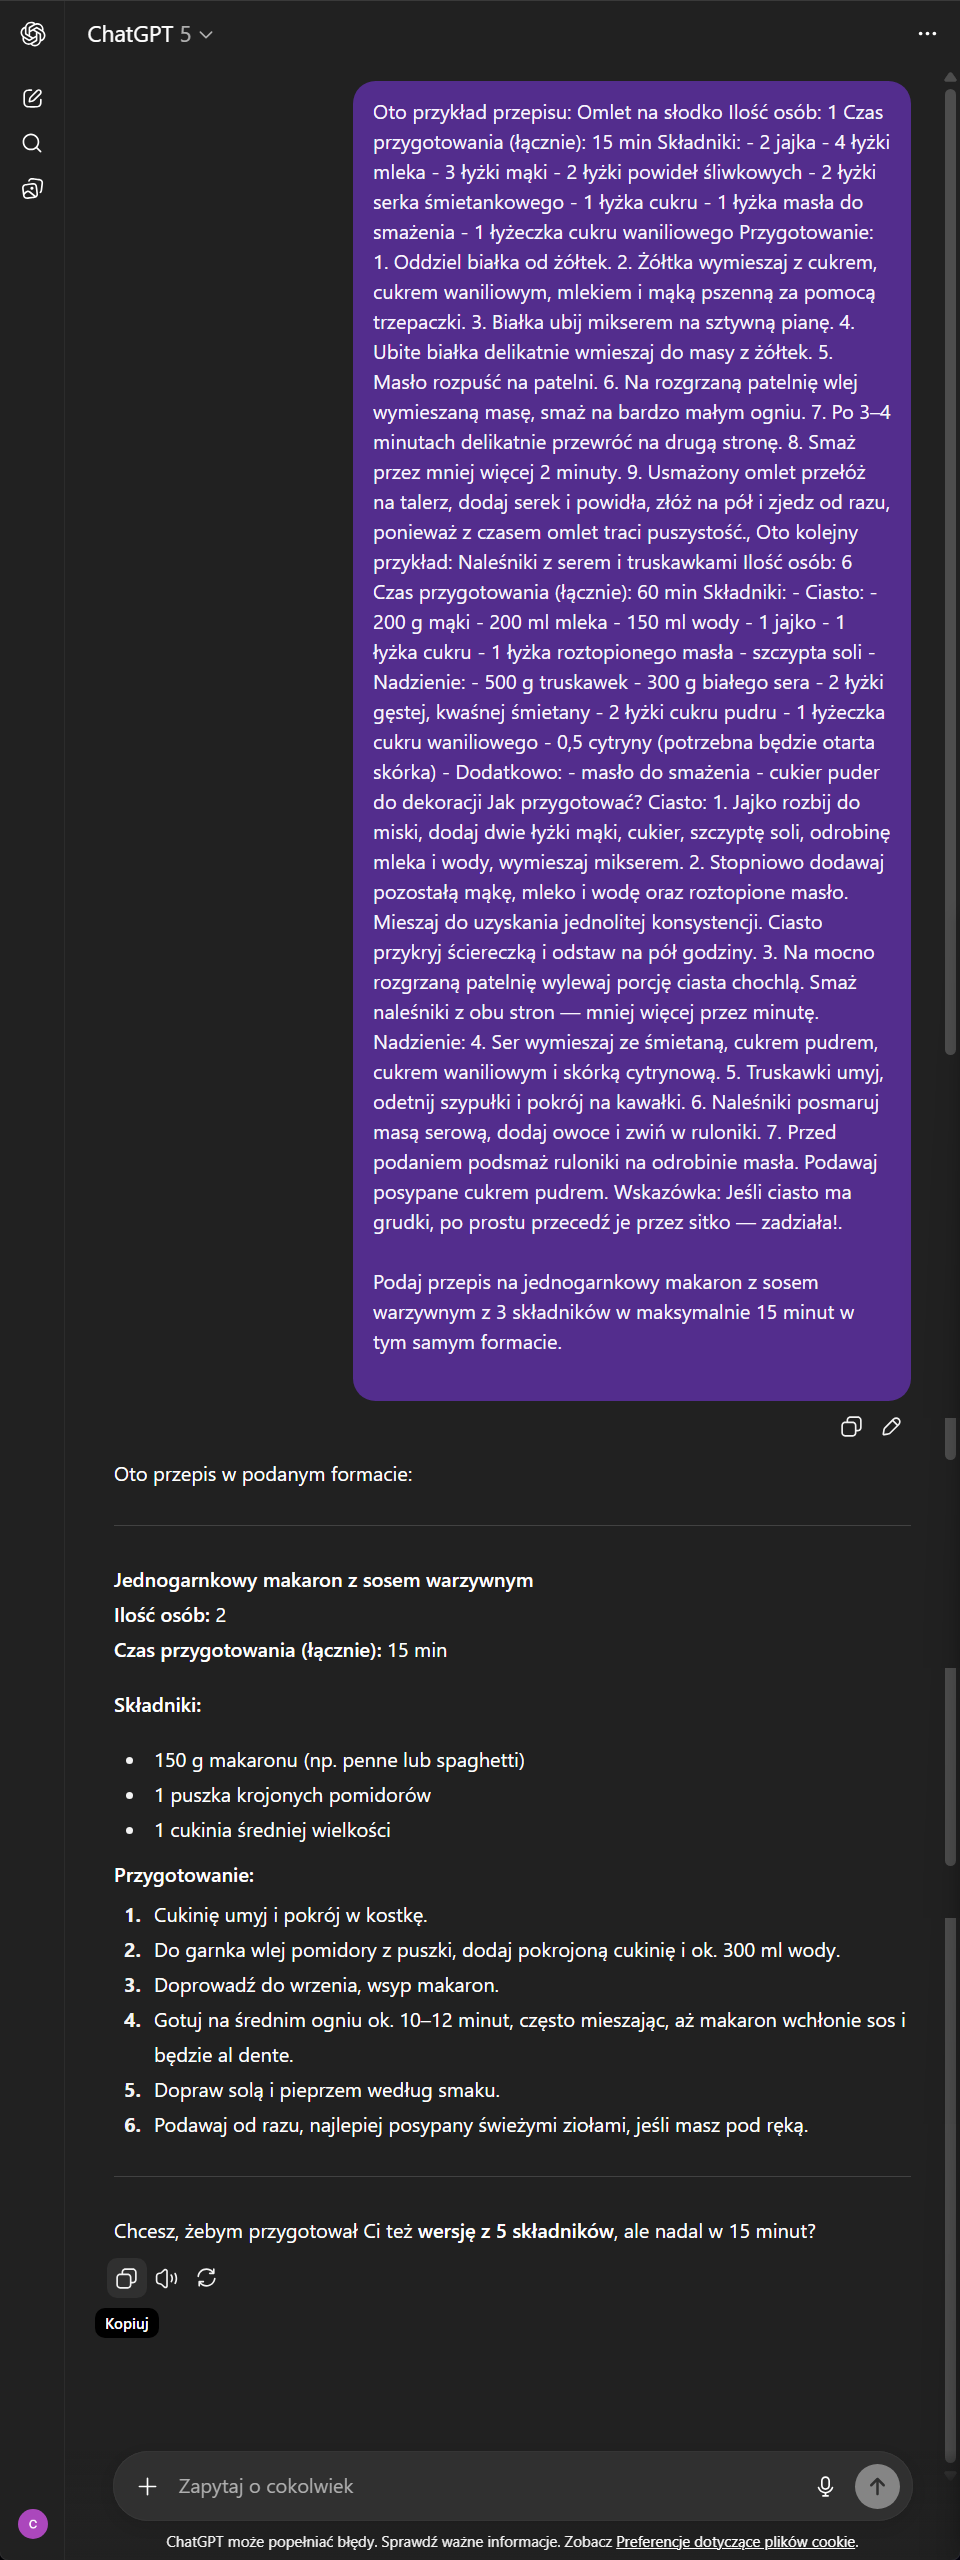 ChatGPT 5
Oto przykład przepisu: Omlet na słodko Ilość osób: 1 Czas
przygotowania (łącznie): 15 min Składniki: - 2 jajka - 4 łyżki
mleka - 3 łyżki mąki - 2 łyżki powideł śliwkowych - 2 łyżki
serka śmietankowego - 1 łyżka cukru - 1 łyżka masła do
smażenia - 1 łyżeczka cukru waniliowego Przygotowanie:
1. Oddziel białka od żółtek. 2. Żółtka wymieszaj z cukrem,
cukrem waniliowym, mlekiem i mąką pszenną za pomocą
trzepaczki. 3. Białka ubij mikserem na sztywną pianę. 4.
Ubite białka delikatnie wmieszaj do masy z żółtek. 5.
Masło rozpuść na patelni. 6. Na rozgrzaną patelnię wlej
wymieszaną masę, smaż na bardzo małym ogniu. 7. Po 3–4
minutach delikatnie przewróć na drugą stronę. 8. Smaż
przez mniej więcej 2 minuty. 9. Usmażony omlet przełóż
na talerz, dodaj serek i powidła, złóż na pół i zjedz od razu,
ponieważ z czasem omlet traci puszystość., Oto kolejny
przykład: Naleśniki z serem i truskawkami Ilość osób: 6
Czas przygotowania (łącznie): 60 min Składniki: - Ciasto: -
200 g mąki - 200 ml mleka - 150 ml wody - 1 jajko - 1
łyżka cukru - 1 łyżka roztopionego masła - szczypta soli -
Nadzienie: - 500 g truskawek - 300 g białego sera - 2 łyżki
gęstej, kwaśnej śmietany - 2 łyżki cukru pudru - 1 łyżeczka
cukru waniliowego - 0,5 cytryny (potrzebna będzie otarta
skórka) - Dodatkowo: - masło do smażenia - cukier puder
do dekoracji Jak przygotować? Ciasto: 1. Jajko rozbij do
miski, dodaj dwie łyżki mąki, cukier, szczyptę soli, odrobinę
mleka i wody, wymieszaj mikserem. 2. Stopniowo dodawaj
pozostałą mąkę, mleko i wodę oraz roztopione masło.
Mieszaj do uzyskania jednolitej konsystencji. Ciasto
przykryj ściereczką i odstaw na pół godziny. 3. Na mocno
rozgrzaną patelnię wylewaj porcję ciasta chochlą. Smaż
naleśniki z obu stron — mniej więcej przez minutę.
Nadzienie: 4. Ser wymieszaj ze śmietaną, cukrem pudrem,
cukrem waniliowym i skórką cytrynową. 5. Truskawki umyj,
odetnij szypułki i pokrój na kawałki. 6. Naleśniki posmaruj
masą serową, dodaj owoce i zwiń w ruloniki. 7. Przed
podaniem podsmaż ruloniki na odrobinie masła. Podawaj
posypane cukrem pudrem. Wskazówka: Jeśli ciasto ma
grudki, po prostu przecedź je przez sitko — zadziała!.
Podaj przepis na jednogarnkowy makaron z sosem
warzywnym z 3 składników w maksymalnie 15 minut w
tym samym formacie.
Oto przepis w podanym formacie:
Jednogarnkowy makaron z sosem warzywnym
Ilość osób: 2
Czas przygotowania (łącznie): 15 min
Składniki:
• 150 g makaronu (np. penne lub spaghetti)
• 1 puszka krojonych pomidorów
• 1 cukinia średniej wielkości
Przygotowanie:
1. Cukinię umyj i pokrój w kostkę.
2. Do garnka wlej pomidory z puszki, dodaj pokrojoną cukinię i ok. 300 ml wody.
3. Doprowadź do wrzenia, wsyp makaron.
4. Gotuj na średnim ogniu ok. 10–12 minut, często mieszając, aż makaron wchłonie sos i
będzie al dente.
5. Dopraw solą i pieprzem według smaku.
6. Podawaj od razu, najlepiej posypany świeżymi ziołami, jeśli masz pod ręką.
Chcesz, żebym przygotował Ci też wersję z 5 składników, ale nadal w 15 minut?
Kopiuj
Zapytaj o cokolwiek
C
ChatGPT może popełniać błędy. Sprawdź ważne informacje. Zobacz Preferencje dotyczące plików cookie.